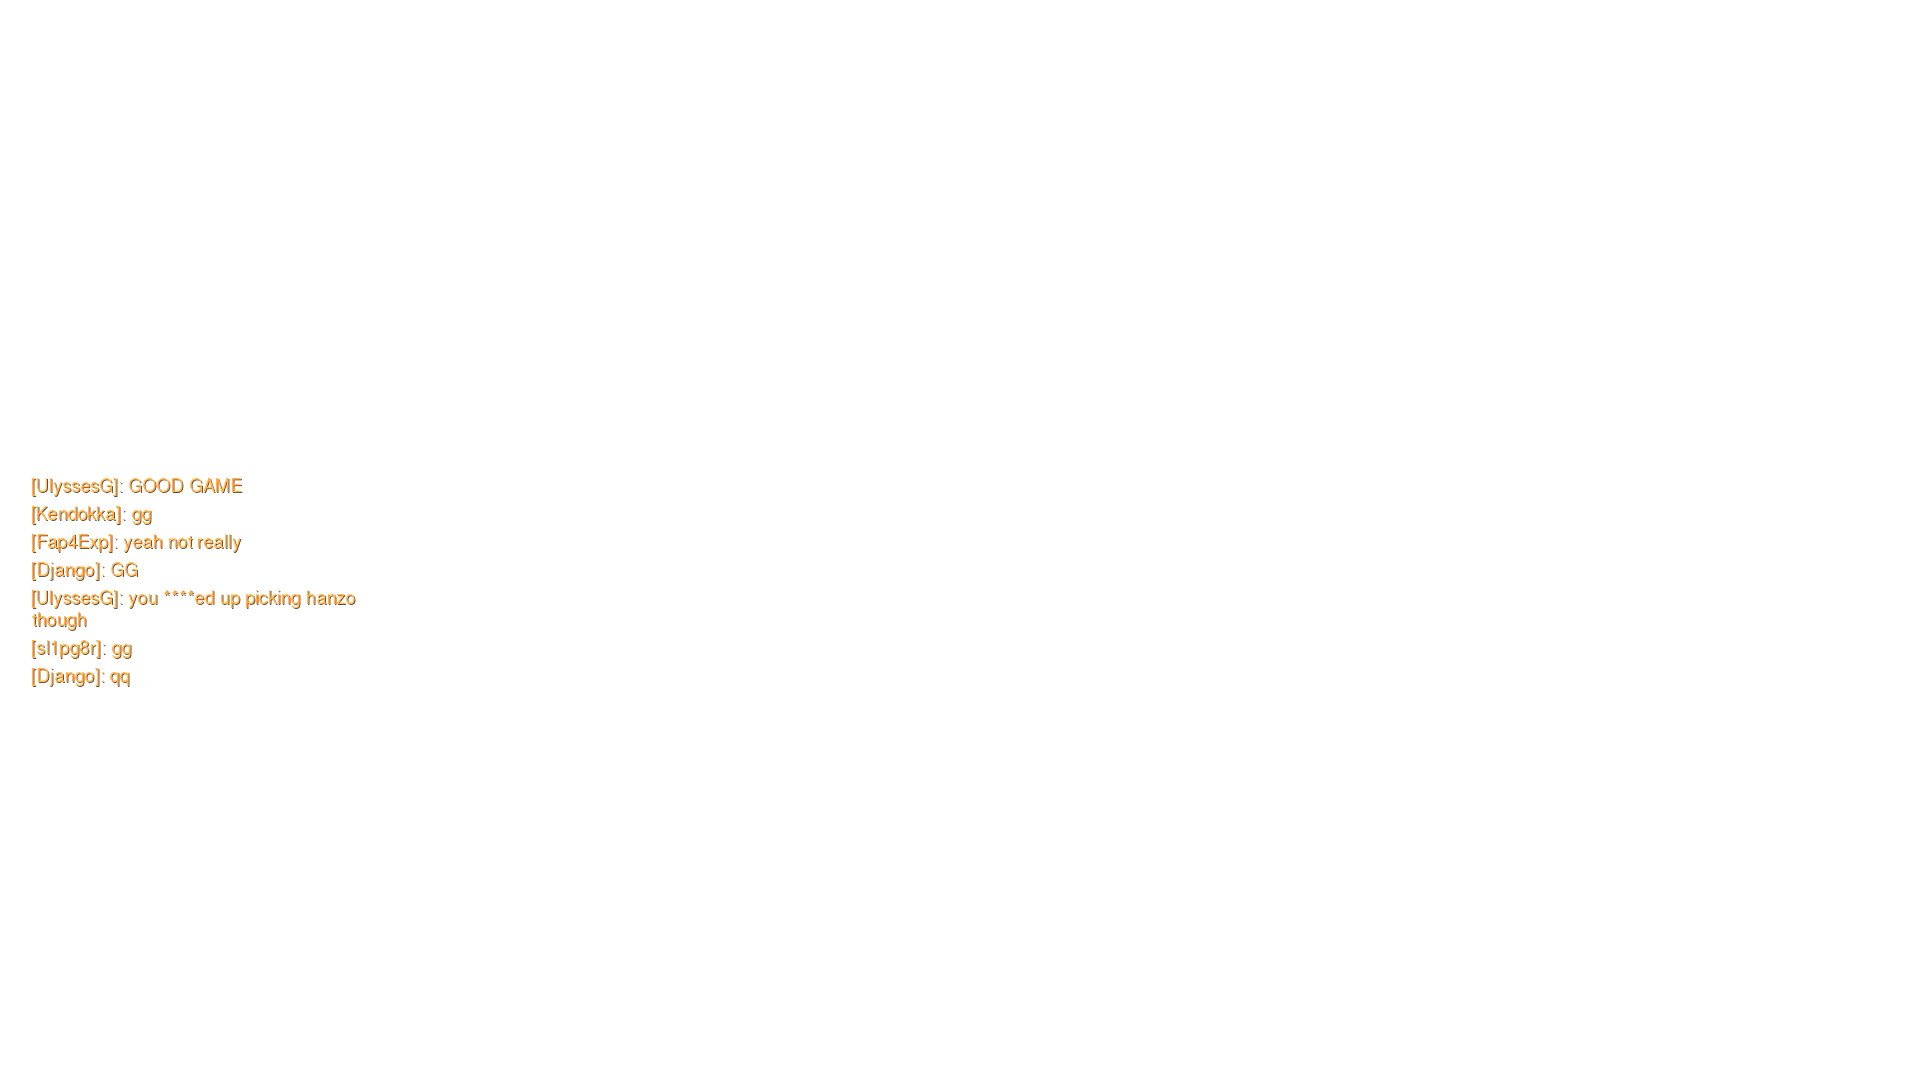 [UlyssesG]: GOOD GAME
[Kendokka]: gg
[Fap4Exp]: yeah not really
[Django]: GG
[UlyssesG]: you ****ed up picking hanzo
though
[sl1pg8r]: gg
[Django]: qq